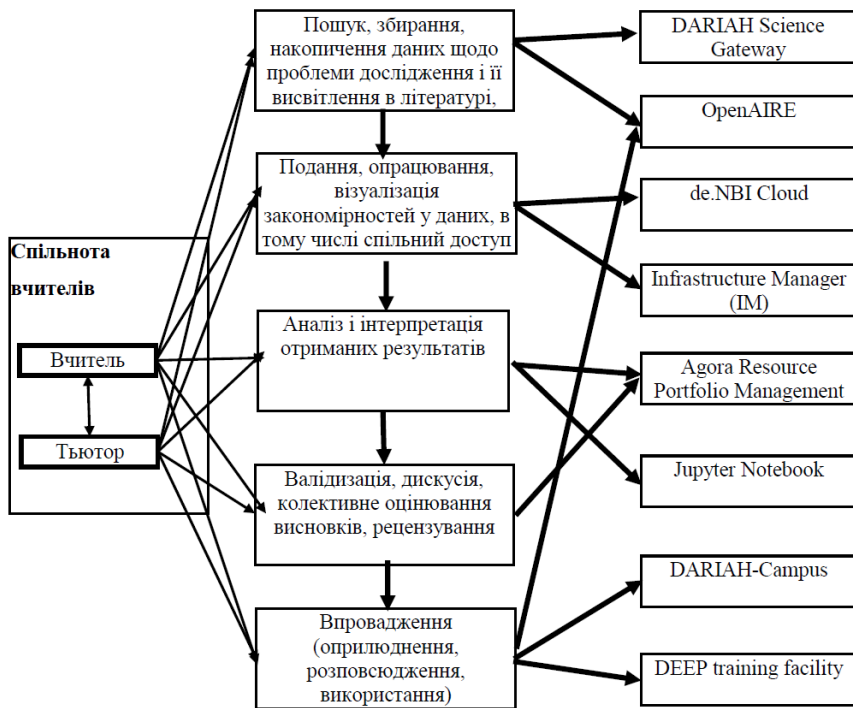 Спільнота
вчителів
Вчитель
Тьютор
Пошук, збирання,
накопичення даних щодо
проблеми дослідження і її
висвітлення в літературі,
Подання, опрацювання,
візуалізація
закономірностей у даних, в
тому числі спільний доступ
Аналіз і інтерпретація
отриманих результатів
Валідизація, дискусія,
колективне оцінювання
висновків, рецензування
Впровадження
(оприлюднення,
розповсюдження,
використання)
DARIAH Science
Gateway
OpenAIRE
de.NBI Cloud
Infrastructure Manager
(IM)
Agora Resource
Portfolio Management
Jupyter Notebook
DARIAH-Campus
DEEP training facility